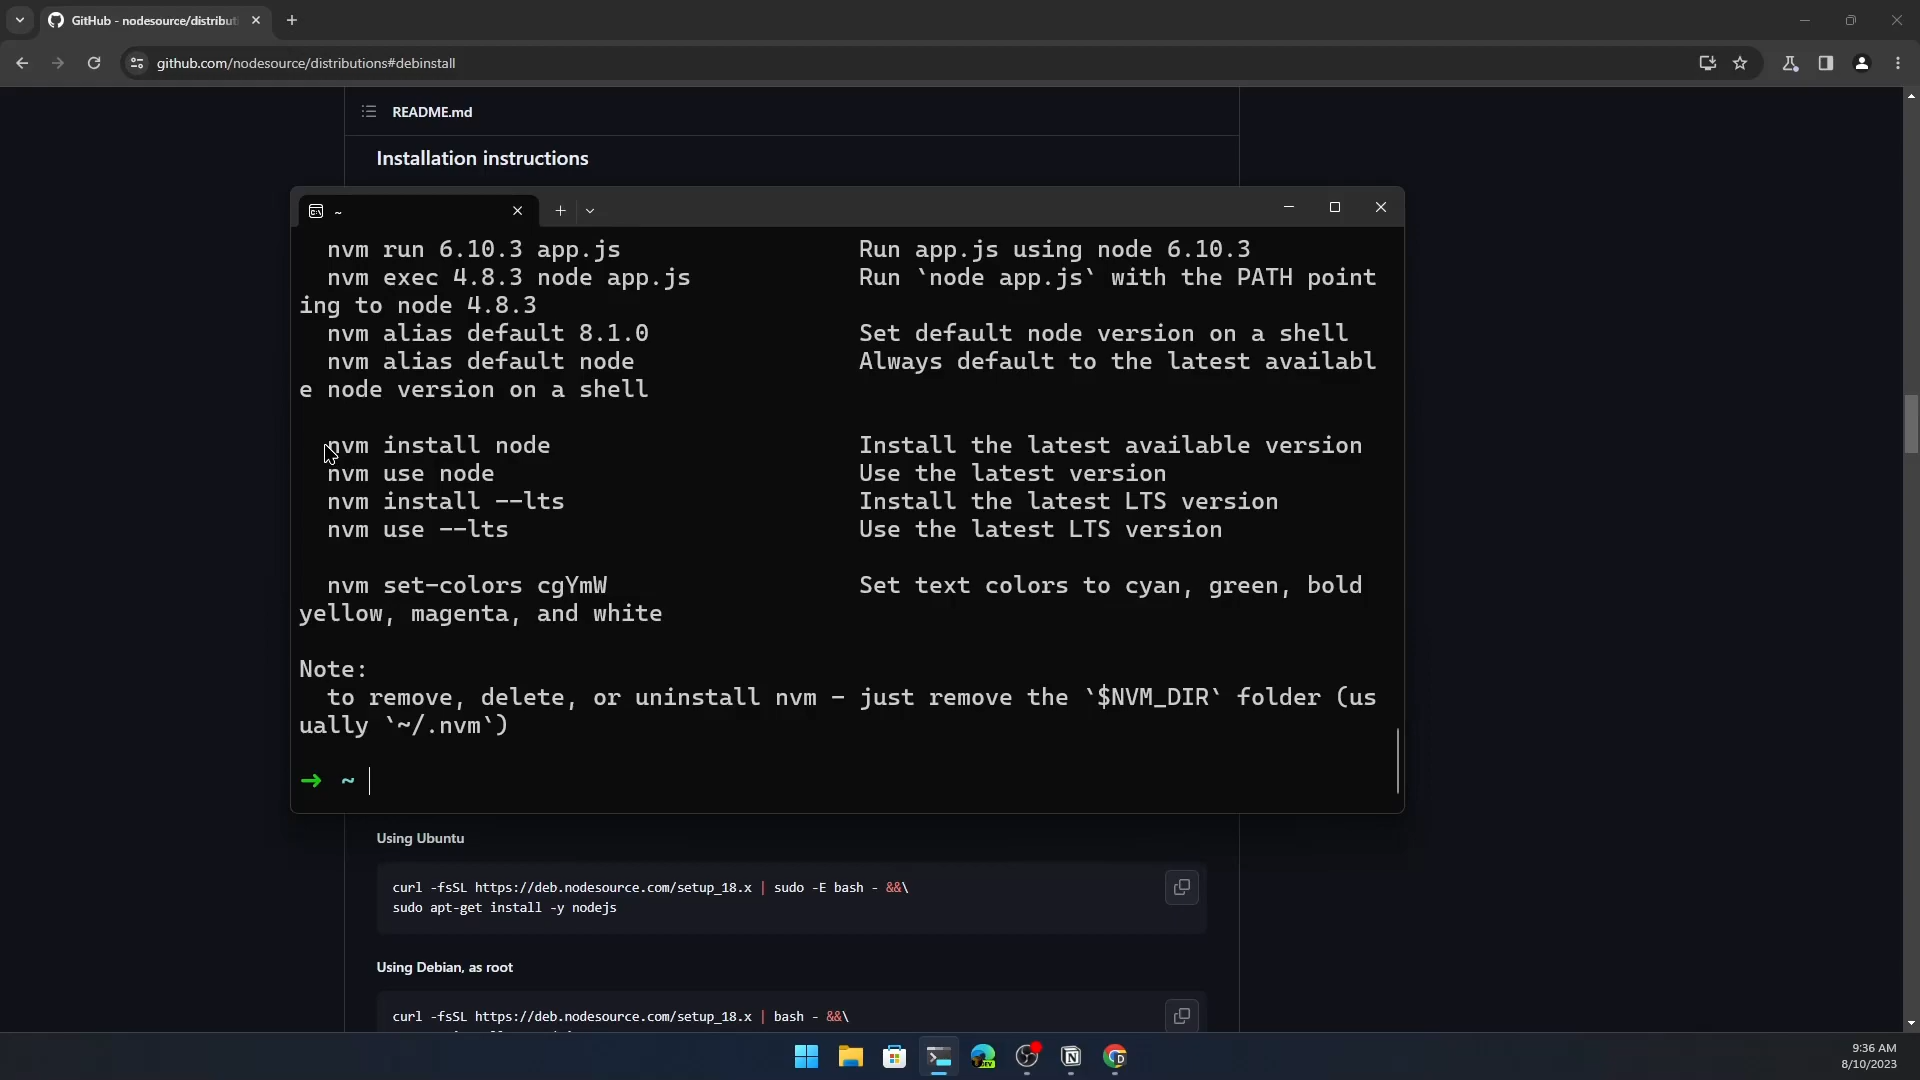 GitHub - nodesource/distribut
github.com/nodesource/distributions#debinstall
README.md
Installation instructions
~
nvm run 6.10.3 app.js Run app.js using node 6.10.3
nvm exec 4.8.3 node app.js Run `node app.js` with the PATH point
ing to node 4.8.3
nvm alias default 8.1.0 Set default node version on a shell
nvm alias default node Always default to the latest availabl
e node version on a shell
nvm install node Install the latest available version
nvm use node Use the latest version
nvm install --lts Install the latest LTS version
nvm use --lts Use the latest LTS version
nvm set-colors cgYmW Set text colors to cyan, green, bold
yellow, magenta, and white
Note:
to remove, delete, or uninstall nvm - just remove the `$NVM_DIR` folder (us
ually `~/.nvm`)
➜ ~
Using Ubuntu
curl -fsSL https://deb.nodesource.com/setup_18.x | sudo -E bash - &&\
sudo apt-get install -y nodejs
Using Debian, as root
curl -fsSL https://deb.nodesource.com/setup_18.x | bash - &&\
9:36 AM
8/10/2023